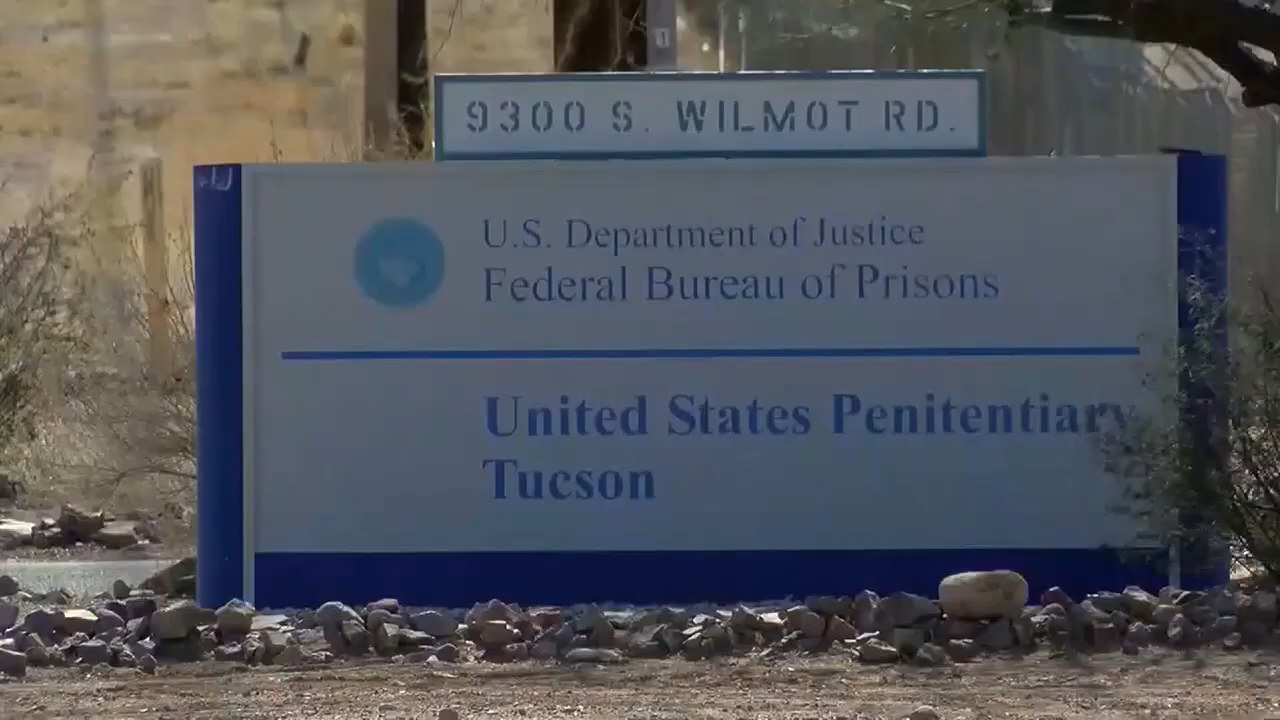 9300 S. WILMOT RD.
U.S. Department of Justice
Federal Bureau of Prisons
United States Penitentiary
Tucson